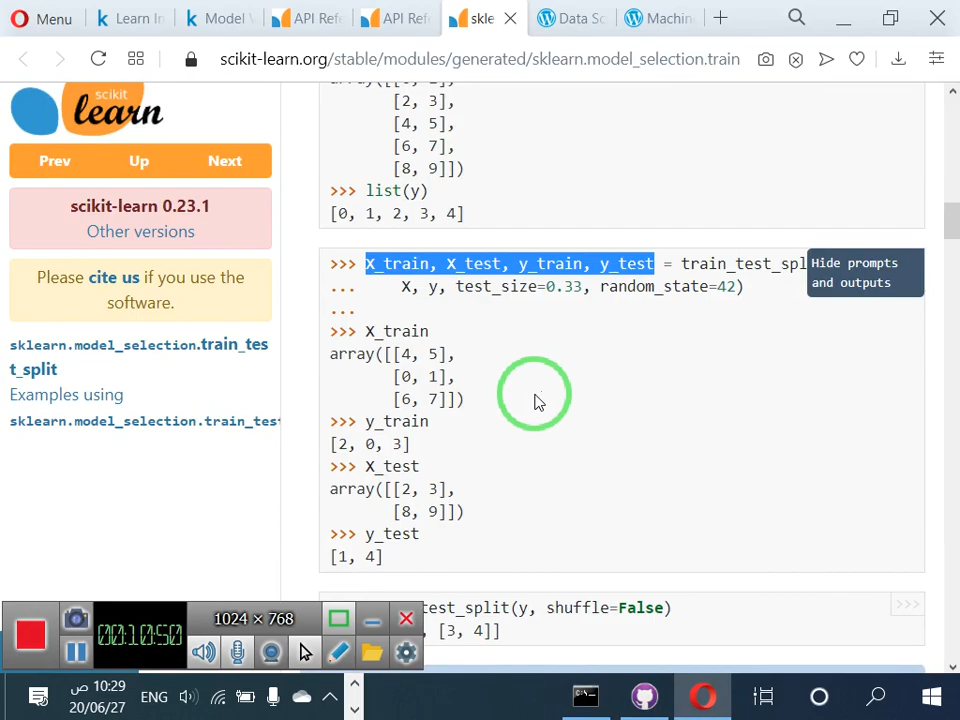 Menu
Learn In
Model V
API Refe
API Refe
skle
Data Sc
Machin
scikit-learn.org/stable/modules/generated/sklearn.model_selection.train
scikit
learn
Prev Up Next
scikit-learn 0.23.1
Other versions
Please cite us if you use the
software.
sklearn.model_selection.train_tes
t_split
Examples using
sklearn.model_selection.train_test
[2, 3],
[4, 5],
[6, 7],
[8, 9]])
>>> list(y)
[0, 1, 2, 3, 4]
>>> X_train, X_test, y_train, y_test = train_test_spl
... X, y, test_size=0.33, random_state=42)
...
Hide prompts
and outputs
>>> X_train
array([[4, 5],
[0, 1],
[6, 7]])
>>> y_train
[2, 0, 3]
>>> X_test
array([[2, 3],
[8, 9]])
>>> y_test
[1, 4]
test_split(y, shuffle=False)
, [3, 4]]
>>>
00:10:50
1024 × 768
10:29 ص
20/06/27
ENG